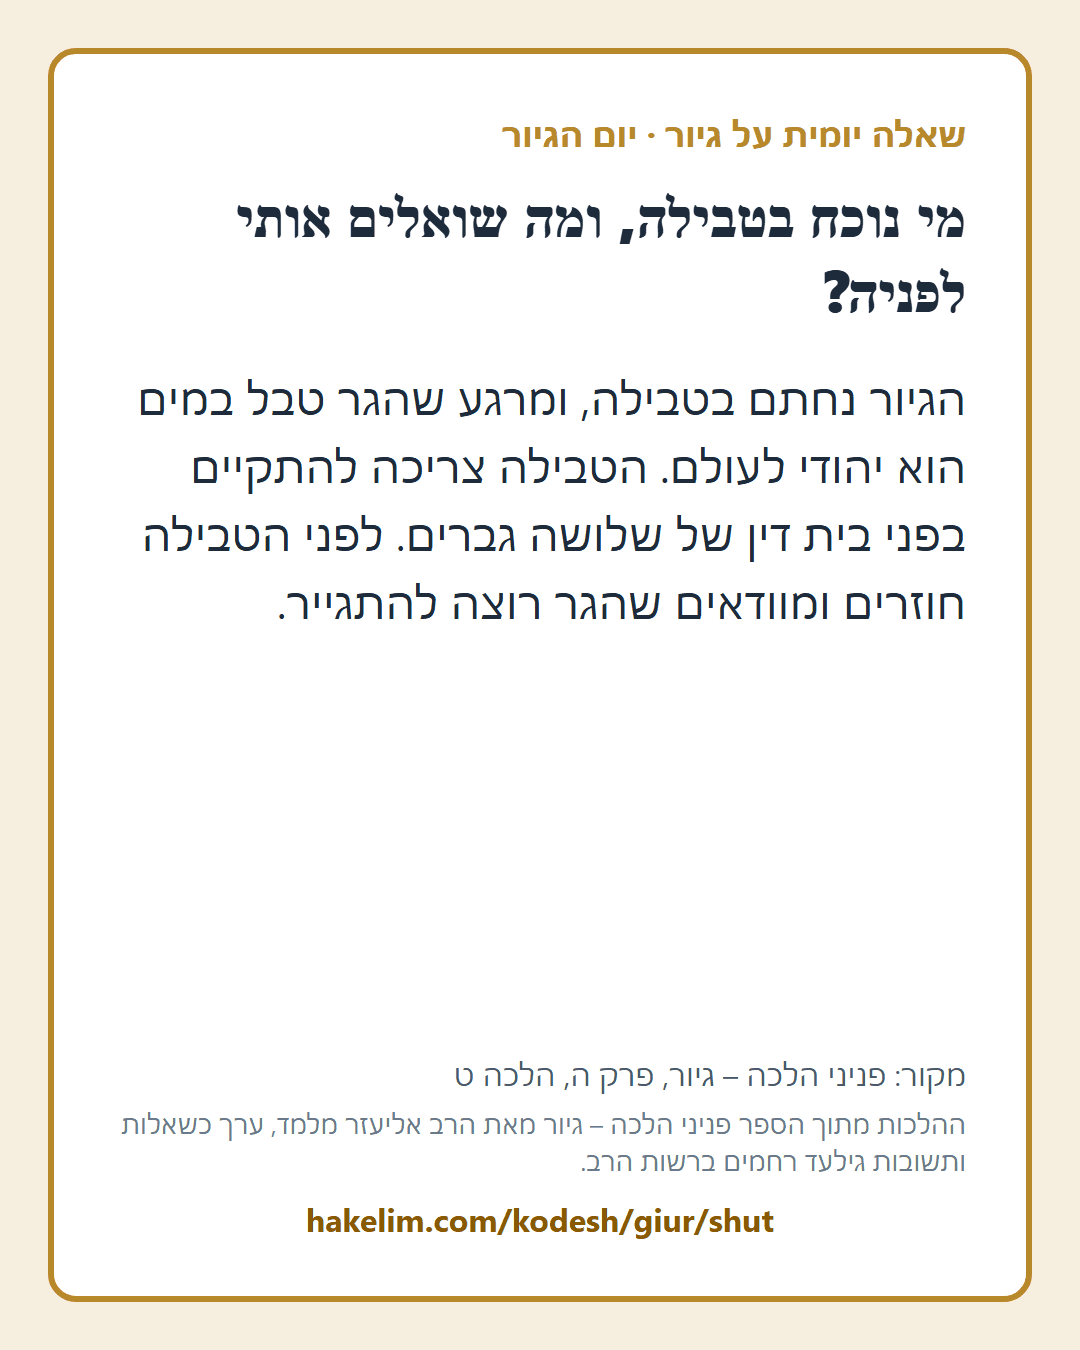 שאלה יומית על גיור · יום הגיור
מי נוכח בטבילה, ומה שואלים אותי
לפניה?
הגיור נחתם בטבילה, ומרגע שהגר טבל במים
הוא יהודי לעולם. הטבילה צריכה להתקיים
בפני בית דין של שלושה גברים. לפני הטבילה
חוזרים ומוודאים שהגר רוצה להתגייר.
מקור: פניני הלכה – גיור, פרק ה, הלכה ט
ההלכות מתוך הספר פניני הלכה – גיור מאת הרב אליעזר מלמד, ערך כשאלות
ותשובות גילעד רחמים ברשות הרב.
hakelim.com/kodesh/giur/shut